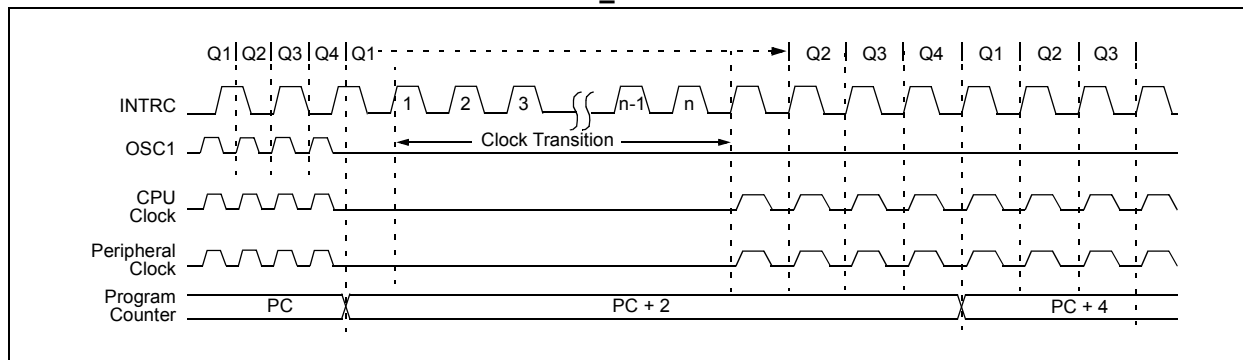 Q1 Q2 Q3 Q4 Q1 Q2 Q3 Q4 Q1 Q2 Q3
INTRC 1 2 3 n-1 n
Clock Transition
OSC1
CPU
Clock
Peripheral
Clock
Program
Counter
PC PC + 2 PC + 4